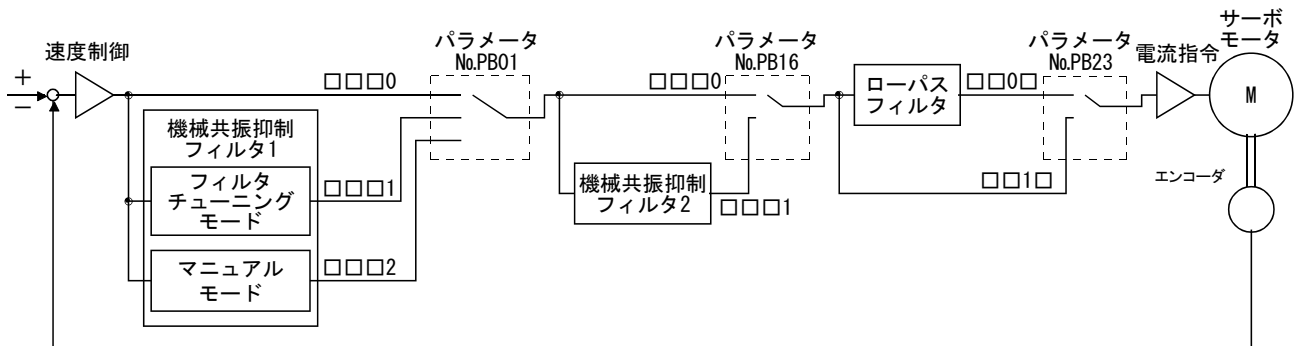 速度制御
＋
－
□□□0
機械共振抑制
フィルタ1
フィルタ
チューニング
モード
□□□1
マニュアル
モード
□□□2
パラメータ
No.PB01
□□□0
機械共振抑制
フィルタ2
□□□1
パラメータ
No.PB16
ローパス
フィルタ
□□0□
□□1□
パラメータ
No.PB23
電流指令
サーボ
モータ
M
エンコーダ